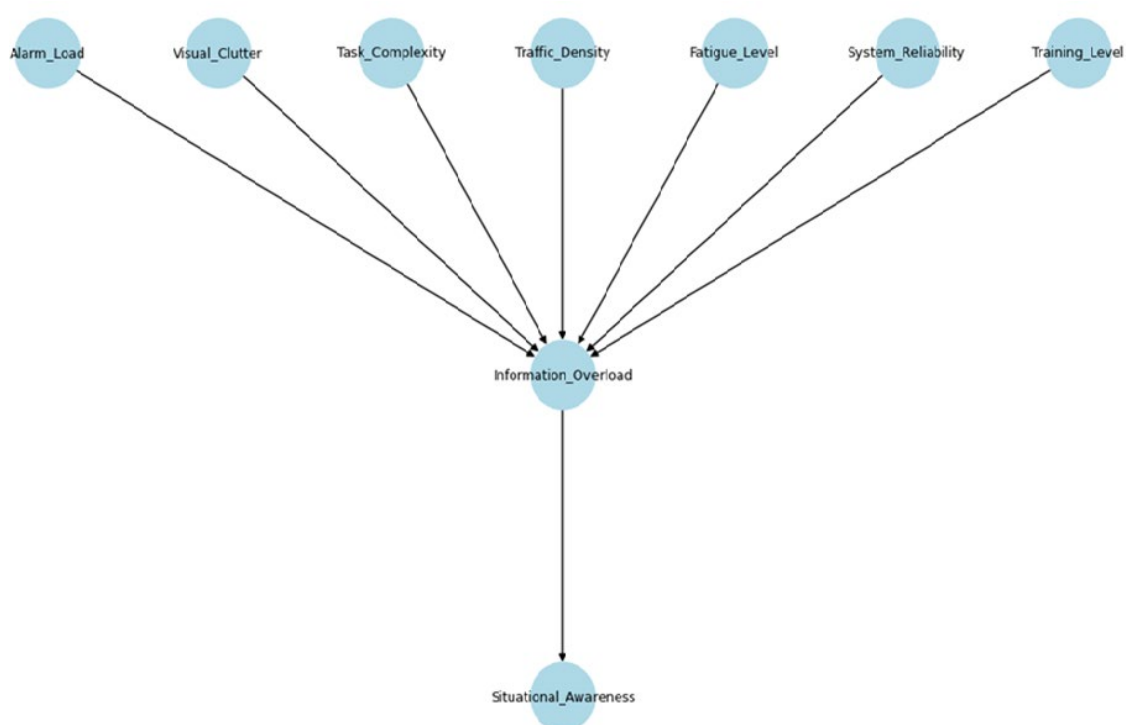 Alarm_Load
Visual_Clutter
Task_Complexity
Traffic_Density
Fatigue_Level
System_Reliability
Training_Level
Information_Overload
Situational_Awareness